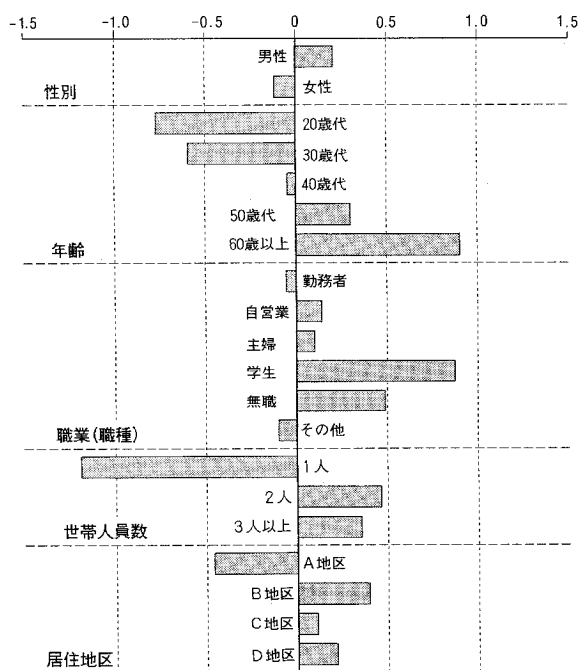 -1.5 -1.0 -0.5 0 0.5 1.0 1.5
男性
女性
性別
20歳代
30歳代
40歳代
50歳代
60歳以上
年齢
勤務者
自営業
主婦
学生
無職
その他
職業(職種)
1人
2人
3人以上
世帯人員数
A地区
B地区
C地区
D地区
居住地区